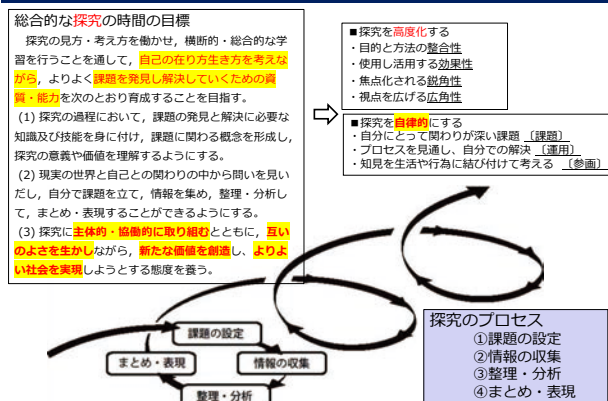 総合的な探究の時間の目標
探究の見方・考え方を働かせ，横断的・総合的な学
習を行うことを通して，自己の在り方生き方を考えな
がら，よりよく課題を発見し解決していくための資
質・能力を次のとおり育成することを目指す。
(1) 探究の過程において，課題の発見と解決に必要な
知識及び技能を身に付け，課題に関わる概念を形成し，
探究の意義や価値を理解するようにする。
(2) 現実の世界と自己との関わりの中から問いを見い
だし，自分で課題を立て，情報を集め，整理・分析し
て，まとめ・表現することができるようにする。
(3) 探究に主体的・協働的に取り組むとともに，互い
のよさを生かしながら，新たな価値を創造し，よりよ
い社会を実現しようとする態度を養う。
■探究を高度化する
・目的と方法の整合性
・使用し活用する効果性
・焦点化される鋭角性
・視点を広げる広角性
■探究を自律的にする
・自分にとって関わりが深い課題〔課題〕
・プロセスを見通し、自分での解決〔運用〕
・知見を生活や行為に結び付けて考える〔参画〕
課題の設定
まとめ・表現
情報の収集
整理・分析
探究のプロセス
①課題の設定
②情報の収集
③整理・分析
④まとめ・表現